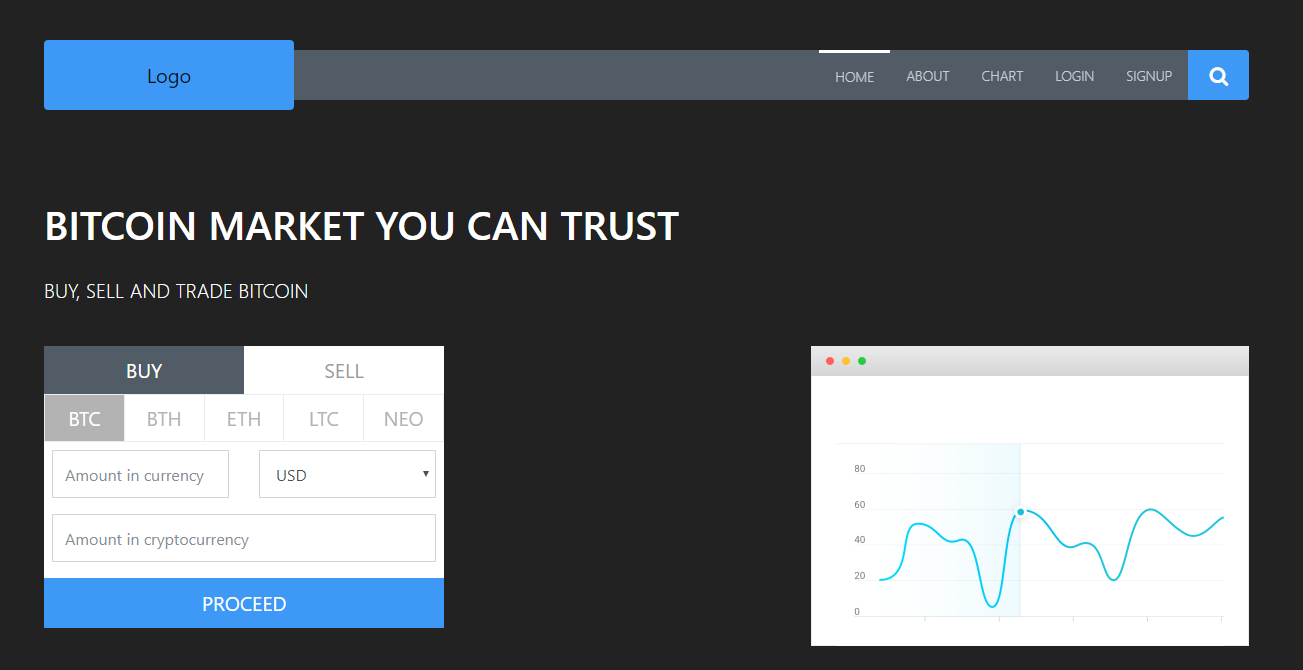 Logo
HOME ABOUT CHART LOGIN SIGNUP
BITCOIN MARKET YOU CAN TRUST
BUY, SELL AND TRADE BITCOIN
BUY SELL
BTC BTH ETH LTC NEO
Amount in currency USD
Amount in cryptocurrency
PROCEED
80
60
40
20
0